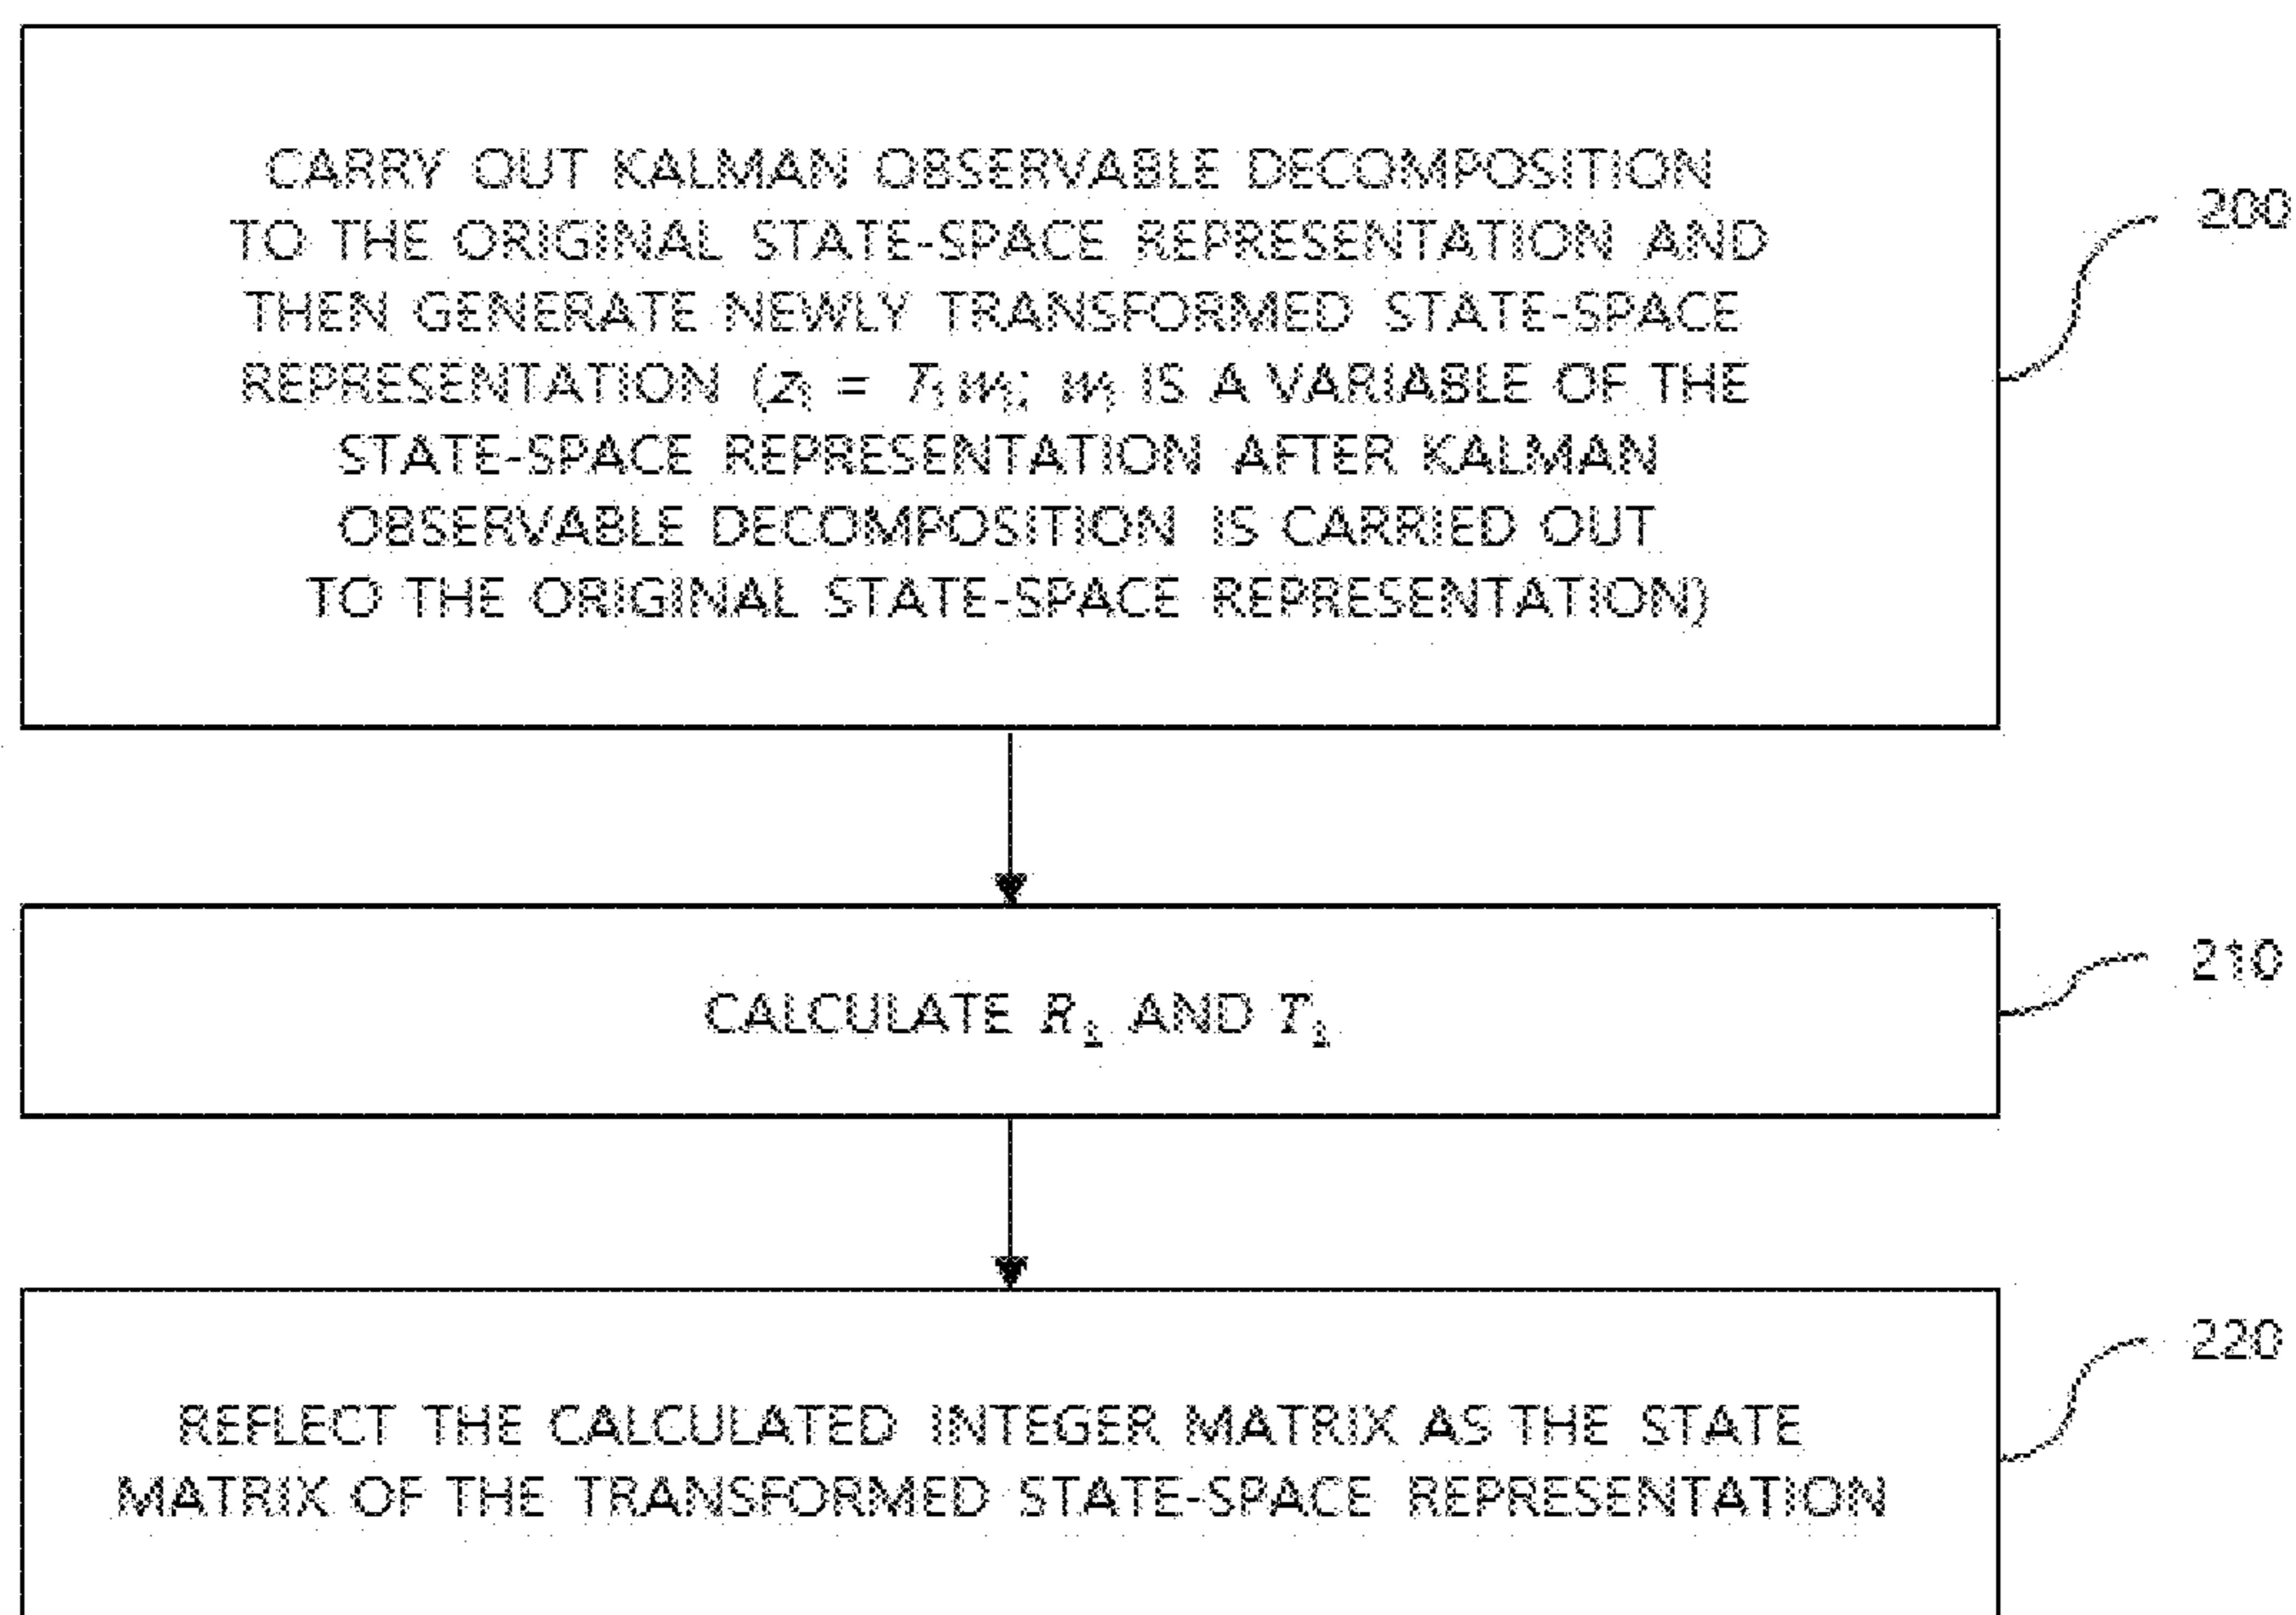 CARRY OUT KALMAN OBSERVABLE DECOMPOSITION
TO THE ORIGINAL STATE-SPACE REPRESENTATION AND
THEN GENERATE NEWLY TRANSFORMED STATE-SPACE
REPRESENTATION (z₁ = T₁w₁; w₁ IS A VARIABLE OF THE
STATE-SPACE REPRESENTATION AFTER KALMAN
OBSERVABLE DECOMPOSITION IS CARRIED OUT
TO THE ORIGINAL STATE-SPACE REPRESENTATION)
200
CALCULATE R₁ AND T₁
210
REFLECT THE CALCULATED INTEGER MATRIX AS THE STATE
MATRIX OF THE TRANSFORMED STATE-SPACE REPRESENTATION
220